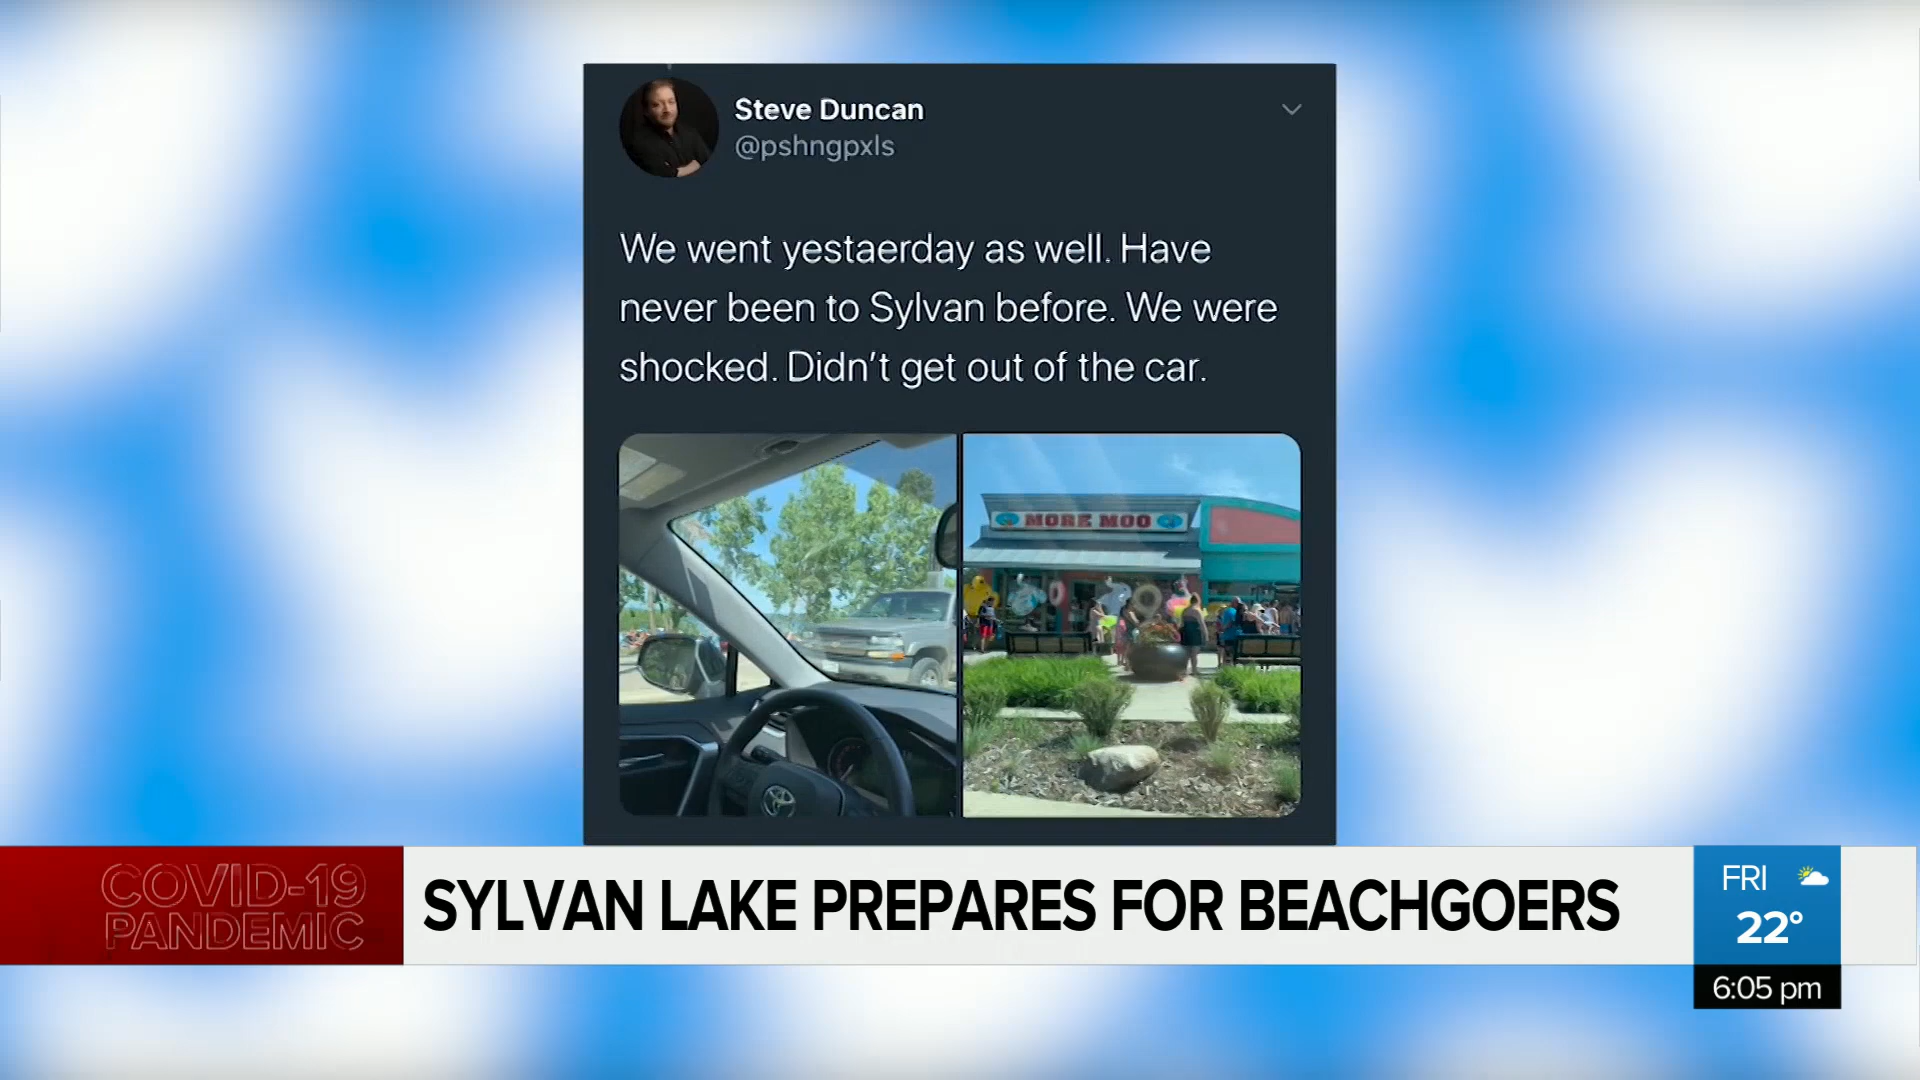 Steve Duncan
@pshngpxls
We went yestaerday as well. Have
never been to Sylvan before. We were
shocked. Didn't get out of the car.
MORE MOO
COVID-19
PANDEMIC
SYLVAN LAKE PREPARES FOR BEACHGOERS
FRI
22°
6:05 pm